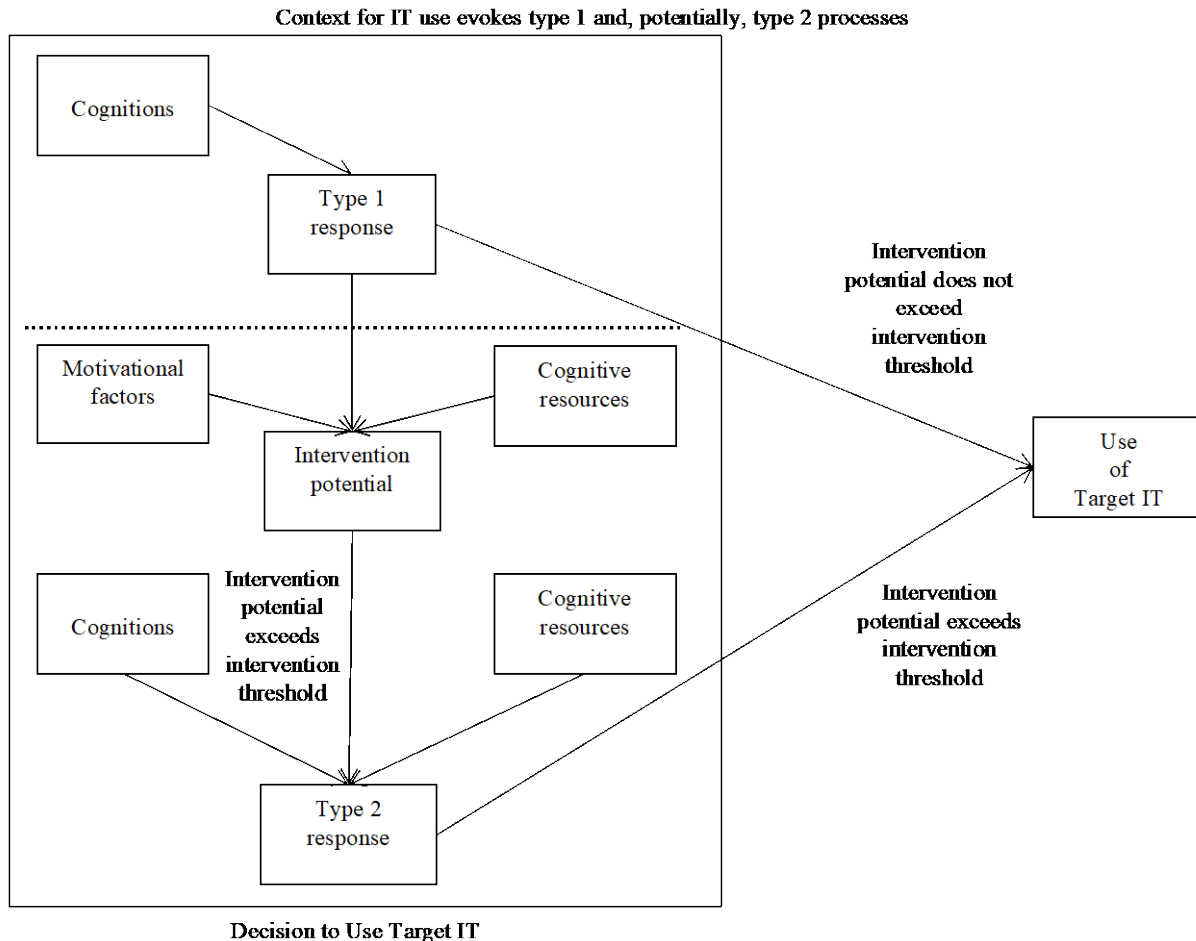 Context for IT use evokes type 1 and, potentially, type 2 processes
Cognitions
Type 1
response
Intervention
potential does not
exceed
intervention
threshold
Motivational
factors
Cognitive
resources
Intervention
potential
Use
of
Target IT
Cognitions
Intervention
potential
exceeds
intervention
threshold
Cognitive
resources
Intervention
potential exceeds
intervention
threshold
Type 2
response
Decision to Use Target IT